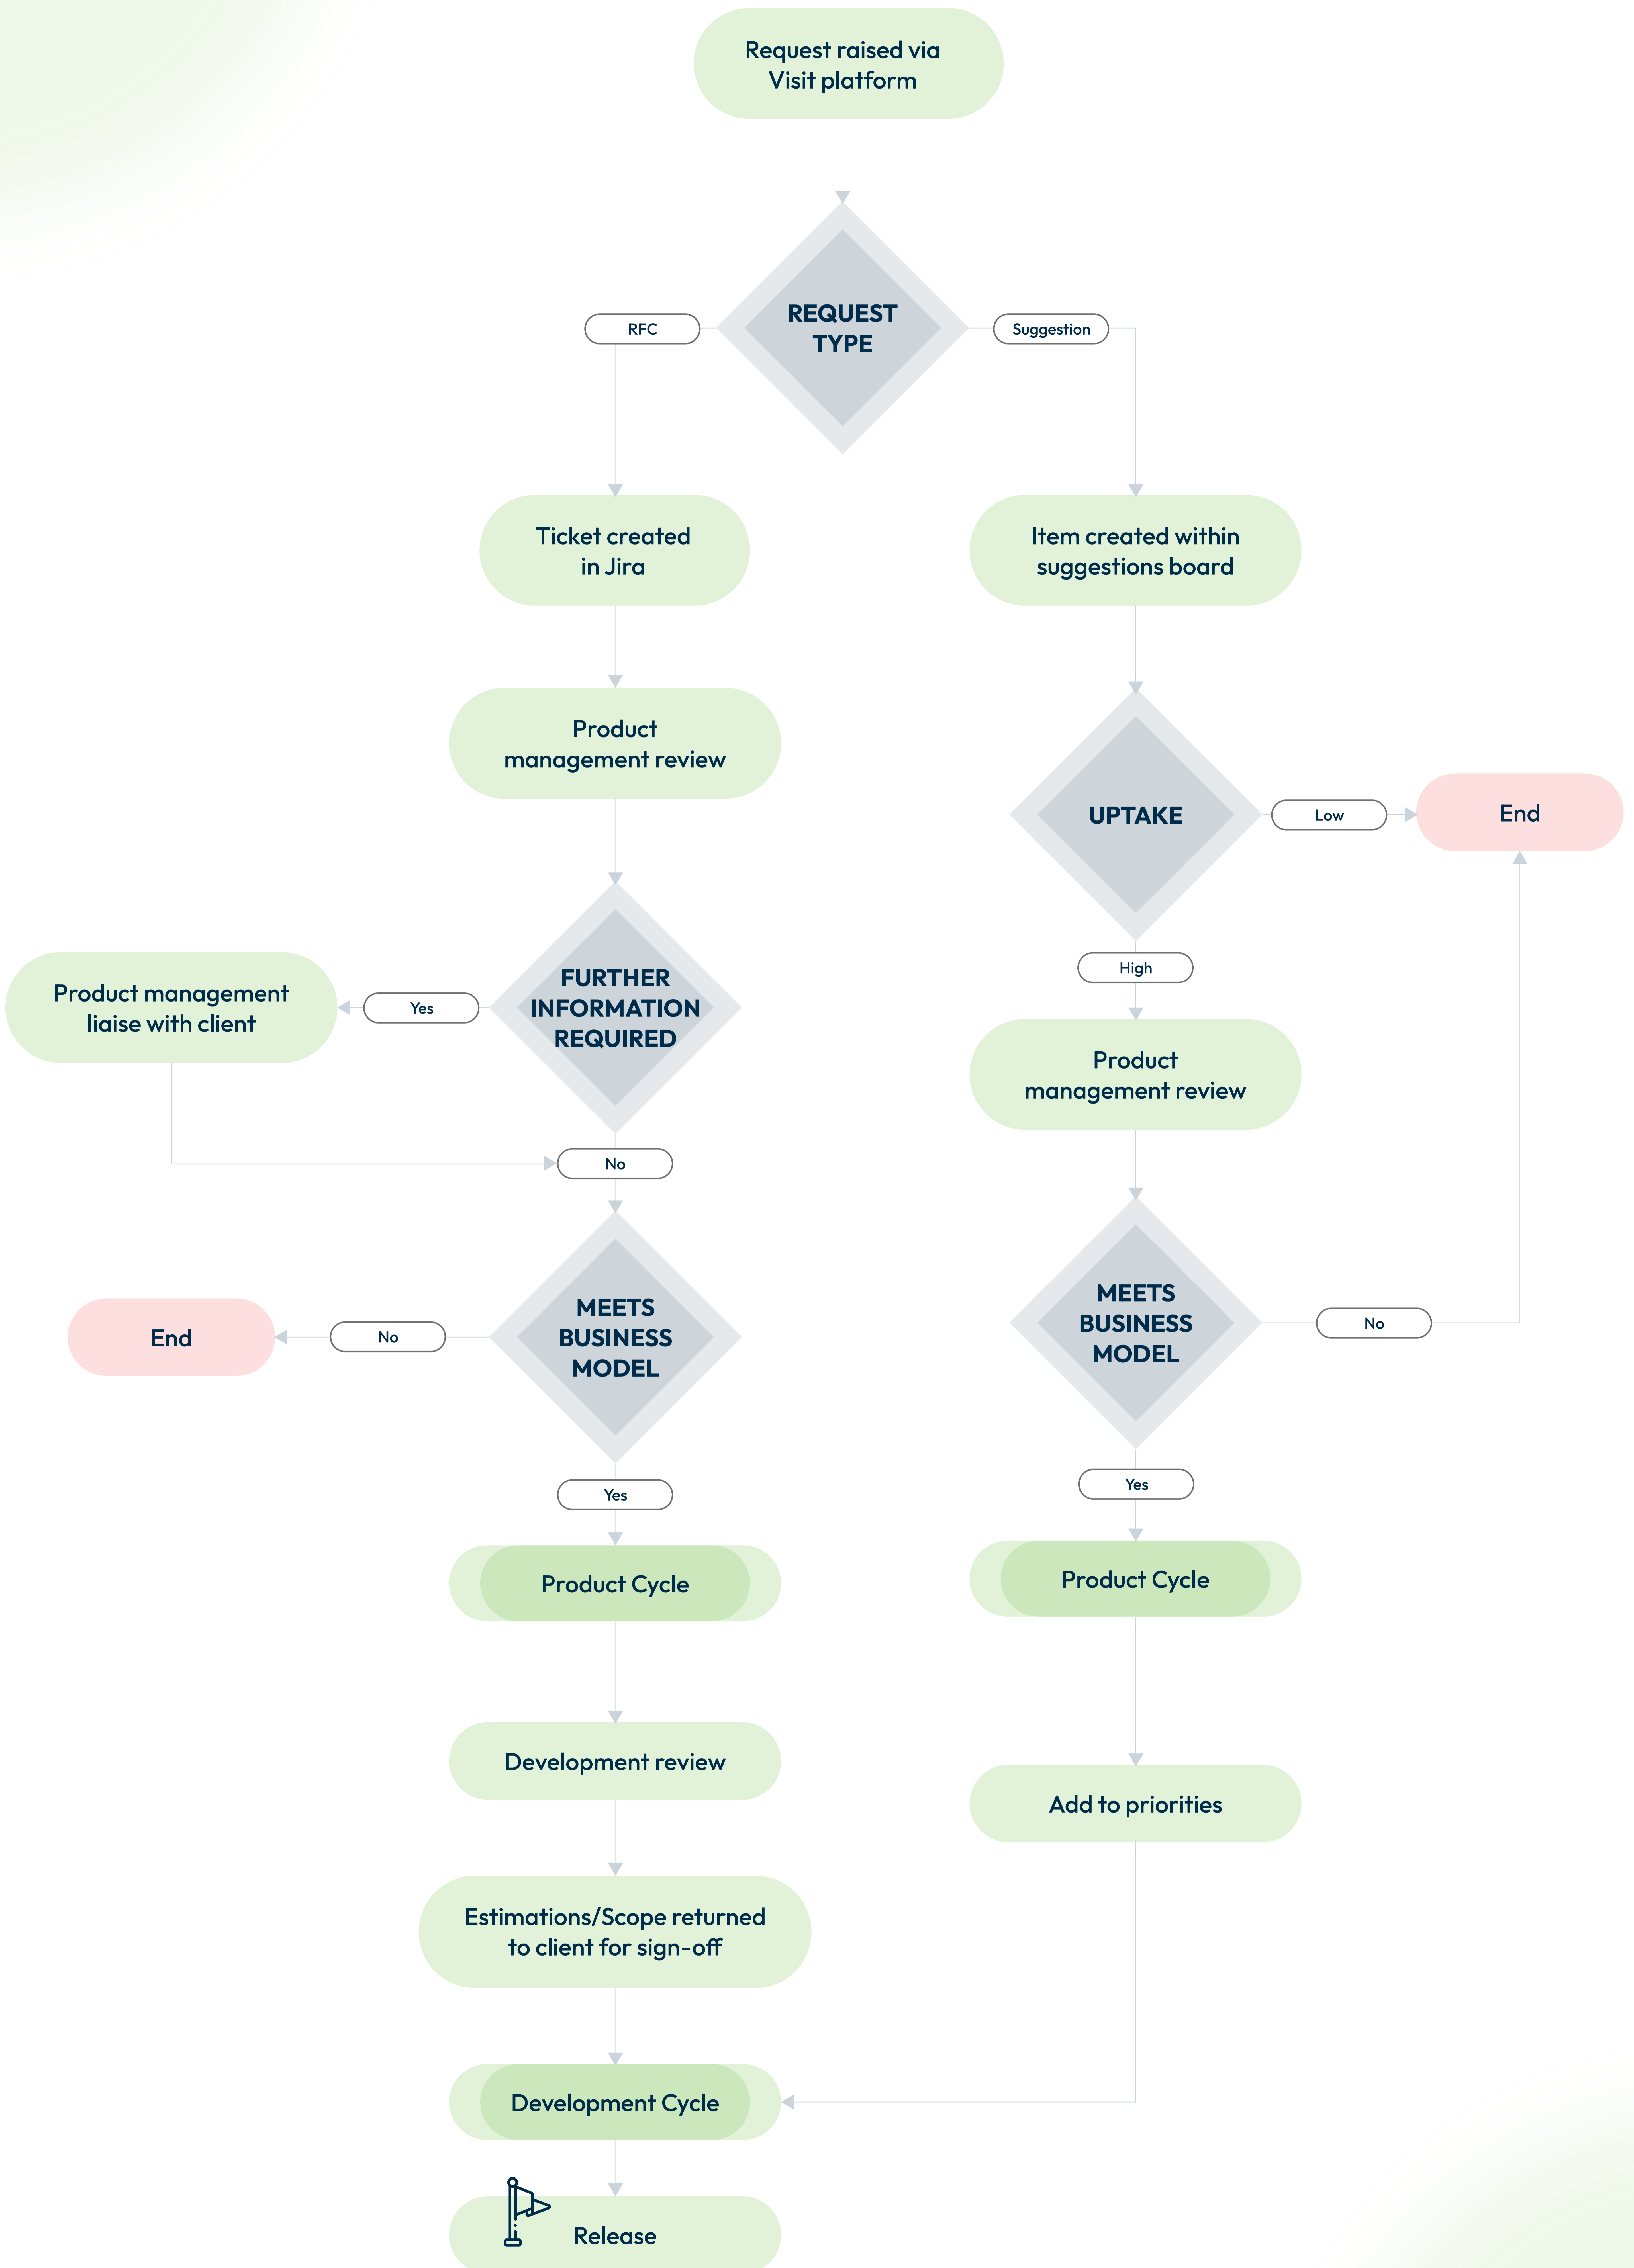 Request raised via
Visit platform
REQUEST
TYPE
RFC
Suggestion
Ticket created
in Jira
Item created within
suggestions board
Product
management review
UPTAKE
Low
End
High
FURTHER
INFORMATION
REQUIRED
Yes
Product management
liaise with client
No
Product
management review
MEETS
BUSINESS
MODEL
No
End
MEETS
BUSINESS
MODEL
No
Yes
Yes
Product Cycle
Product Cycle
Development review
Add to priorities
Estimations/Scope returned
to client for sign-off
Development Cycle
Release